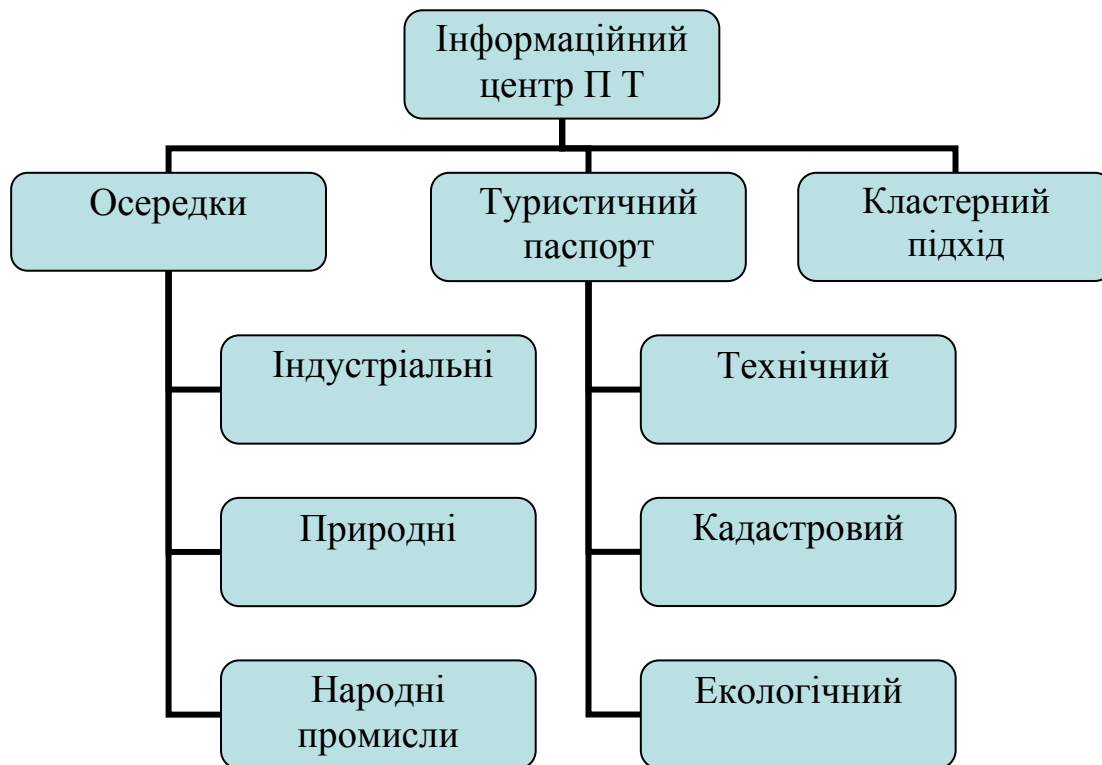 Інформаційний
центр П Т
Осередки
Туристичний
паспорт
Кластерний
підхід
Індустріальні
Технічний
Природні
Кадастровий
Народні
промисли
Екологічний